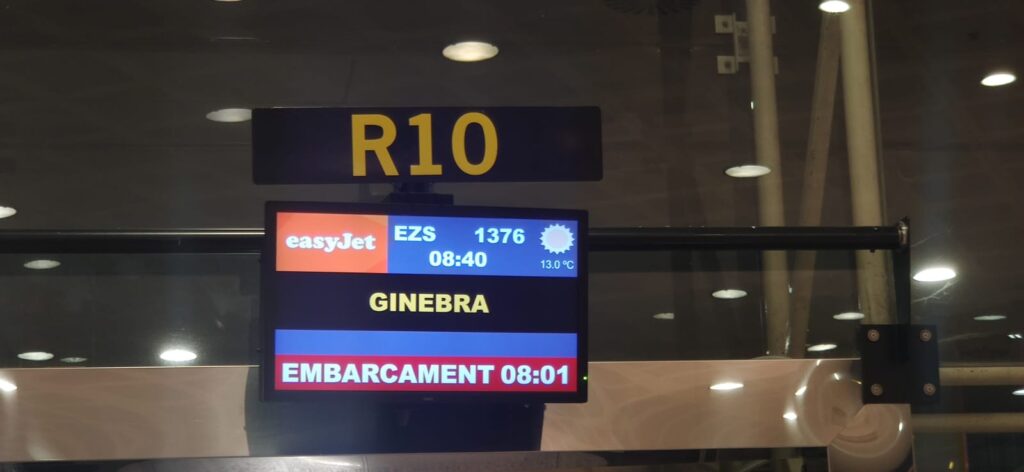 R10
easyJet
EZS 1376
08:40
13.0 ºC
GINEBRA
EMBARCAMENT 08:01